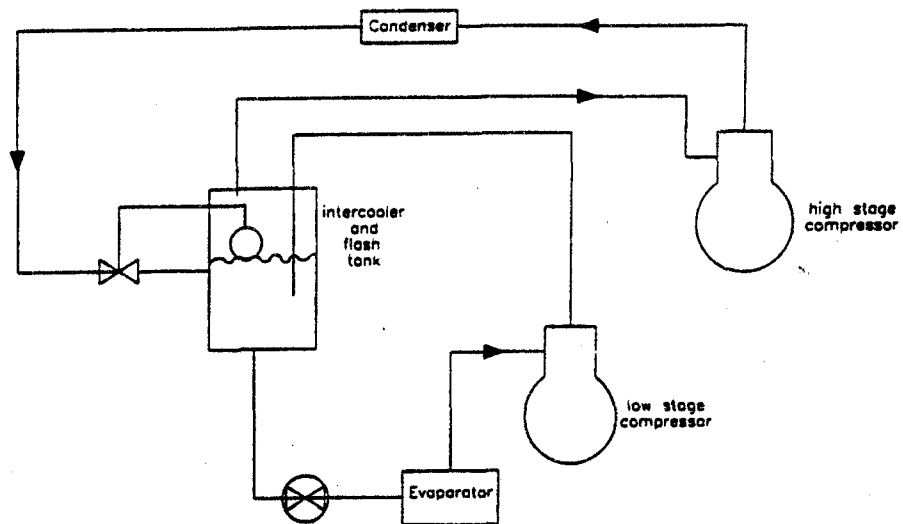 Condenser
intercooler
and
flash
tank
high stage
compressor
low stage
compressor
Evaporator